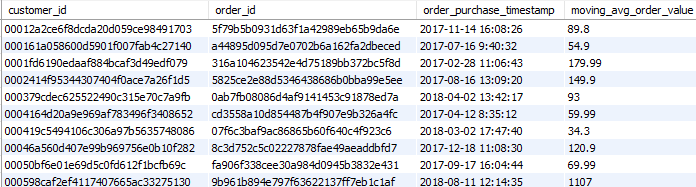 customer_id order_id order_purchase_timestamp moving_avg_order_value
00012a2ce6f8dcda20d059ce98491703 5f79b5b0931d63f1a42989eb65b9da6e 2017-11-14 16:08:26 89.8
000161a058600d5901f007fab4c27140 a44895d095d7e0702b6a162fa2dbeced 2017-07-16 9:40:32 54.9
0001fd6190edaaf884bcaf3d49edf079 316a104623542e4d75189bb372bc5f8d 2017-02-28 11:06:43 179.99
0002414f95344307404f0ace7a26f1d5 5825ce2e88d5346438686b0bba99e5ee 2017-08-16 13:09:20 149.9
000379cdec625522490c315e70c7a9fb 0ab7fb08086d4af9141453c91878ed7a 2018-04-02 13:42:17 93
0004164d20a9e969af783496f3408652 cd3558a10d854487b4f907e9b326a4fc 2017-04-12 8:35:12 59.99
000419c5494106c306a97b5635748086 07f6c3baf9ac86865b60f640c4f923c6 2018-03-02 17:47:40 34.3
00046a560d407e99b969756e0b10f282 8c3d752c5c02227878fae49aeaddbfd7 2017-12-18 11:08:30 120.9
00050bf6e01e69d5c0fd612f1bcfb69c fa906f338cee30a984d0945b3832e431 2017-09-17 16:04:44 69.99
000598caf2ef4117407665ac33275130 9b961b894e797f63622137ff7eb1c1af 2018-08-11 12:14:35 1107